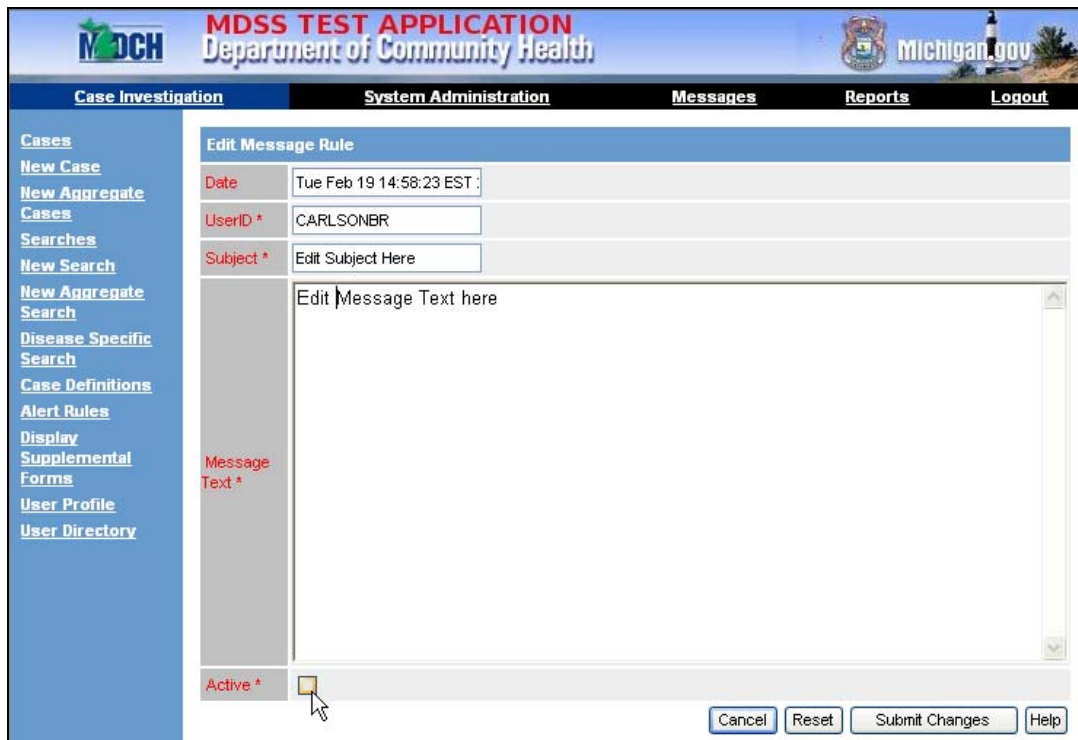 MDCH
MDSS TEST APPLICATION
Department of Community Health
Michigan.gov
Case Investigation
System Administration
Messages
Reports
Logout
Cases
New Case
New Aggregate
Cases
Searches
New Search
New Aggregate
Search
Disease Specific
Search
Case Definitions
Alert Rules
Display
Supplemental
Forms
User Profile
User Directory
Edit Message Rule
Date
Tue Feb 19 14:58:23 EST :
UserID *
CARLSONBR
Subject *
Edit Subject Here
Message
Text *
Edit Message Text here
Active *
Cancel
Reset
Submit Changes
Help